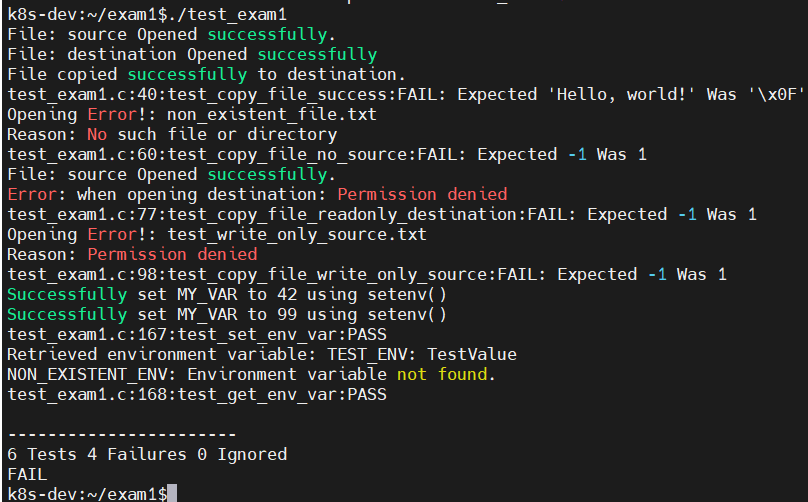 k8s-dev:~/exam1$./test_exam1
File: source Opened successfully.
File: destination Opened successfully
File copied successfully to destination.
test_exam1.c:40:test_copy_file_success:FAIL: Expected 'Hello, world!' Was '\x0F'
Opening Error!: non_existent_file.txt
Reason: No such file or directory
test_exam1.c:60:test_copy_file_no_source:FAIL: Expected -1 Was 1
File: source Opened successfully.
Error: when opening destination: Permission denied
test_exam1.c:77:test_copy_file_readonly_destination:FAIL: Expected -1 Was 1
Opening Error!: test_write_only_source.txt
Reason: Permission denied
test_exam1.c:98:test_copy_file_write_only_source:FAIL: Expected -1 Was 1
Successfully set MY_VAR to 42 using setenv()
Successfully set MY_VAR to 99 using setenv()
test_exam1.c:167:test_set_env_var:PASS
Retrieved environment variable: TEST_ENV: TestValue
NON_EXISTENT_ENV: Environment variable not found.
test_exam1.c:168:test_get_env_var:PASS
-----------------------
6 Tests 4 Failures 0 Ignored
FAIL
k8s-dev:~/exam1$